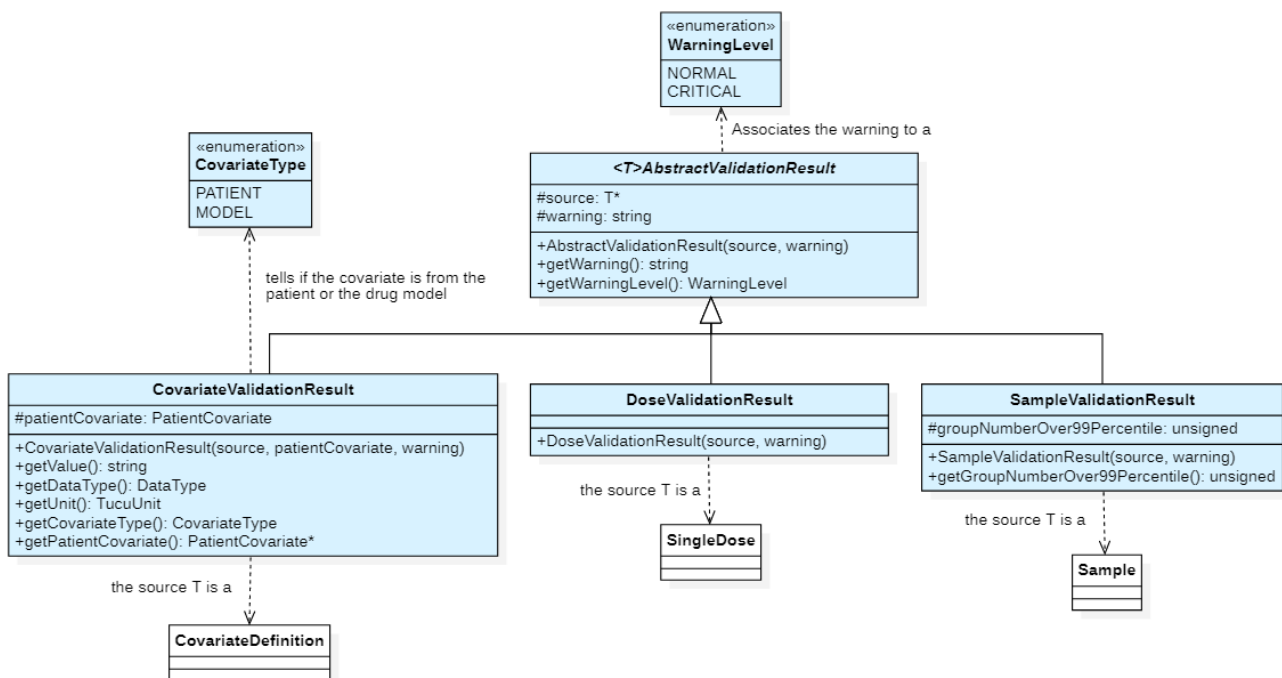 «enumeration»
WarningLevel
NORMAL
CRITICAL
Associates the warning to a
«enumeration»
CovariateType
PATIENT
MODEL
<T>AbstractValidationResult
#source: T*
#warning: string
+AbstractValidationResult(source, warning)
+getWarning(): string
+getWarningLevel(): WarningLevel
tells if the covariate is from the
patient or the drug model
CovariateValidationResult
#patientCovariate: PatientCovariate
+CovariateValidationResult(source, patientCovariate, warning)
+getValue(): string
+getDataType(): DataType
+getUnit(): TucuUnit
+getCovariateType(): CovariateType
+getPatientCovariate(): PatientCovariate*
the source T is a
CovariateDefinition
DoseValidationResult
+DoseValidationResult(source, warning)
the source T is a
SingleDose
SampleValidationResult
#groupNumberOver99Percentile: unsigned
+SampleValidationResult(source, warning)
+getGroupNumberOver99Percentile(): unsigned
the source T is a
Sample